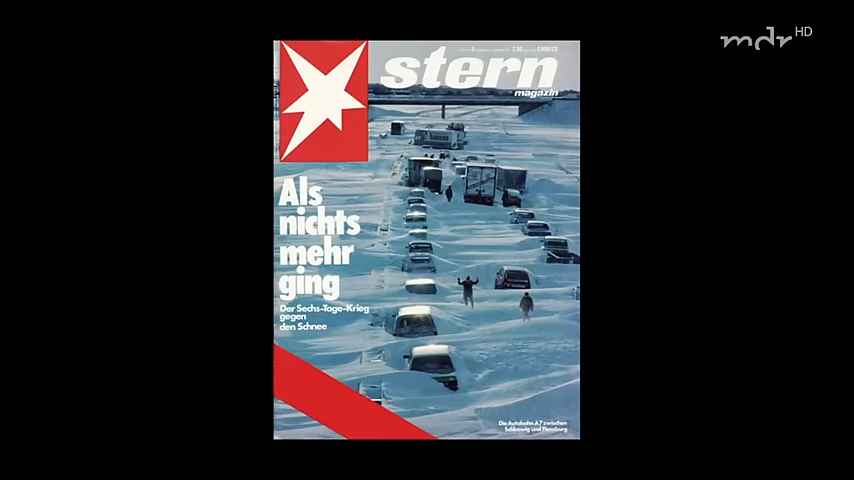 mdr HD
stern
magazin
Als
nichts
mehr
ging
Der Sechs-Tage-Krieg
gegen
den Schnee
Die Autobahn A7 zwischen
Schleswig und Flensburg